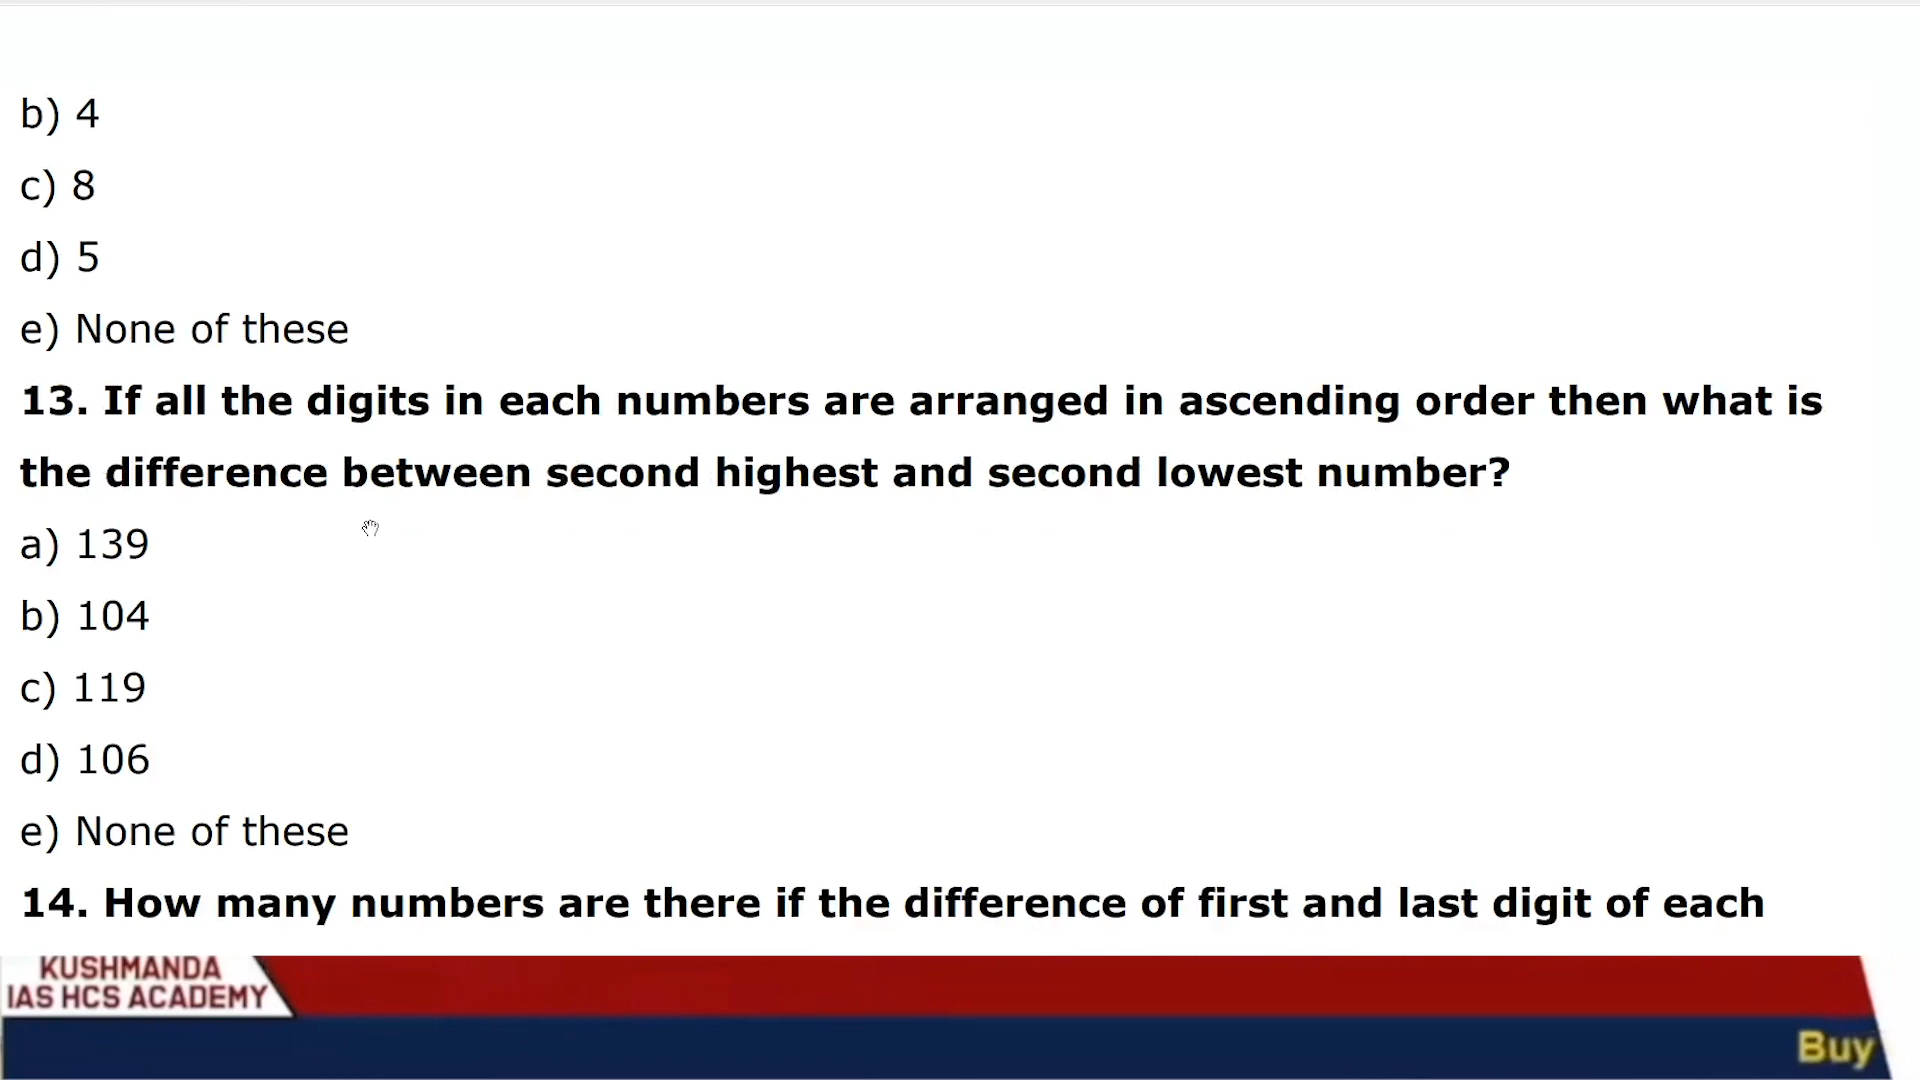 b) 4
c) 8
d) 5
e) None of these
13. If all the digits in each numbers are arranged in ascending order then what is
the difference between second highest and second lowest number?
a) 139
b) 104
c) 119
d) 106
e) None of these
14. How many numbers are there if the difference of first and last digit of each
KUSHMANDA
IAS HCS ACADEMY
Buy